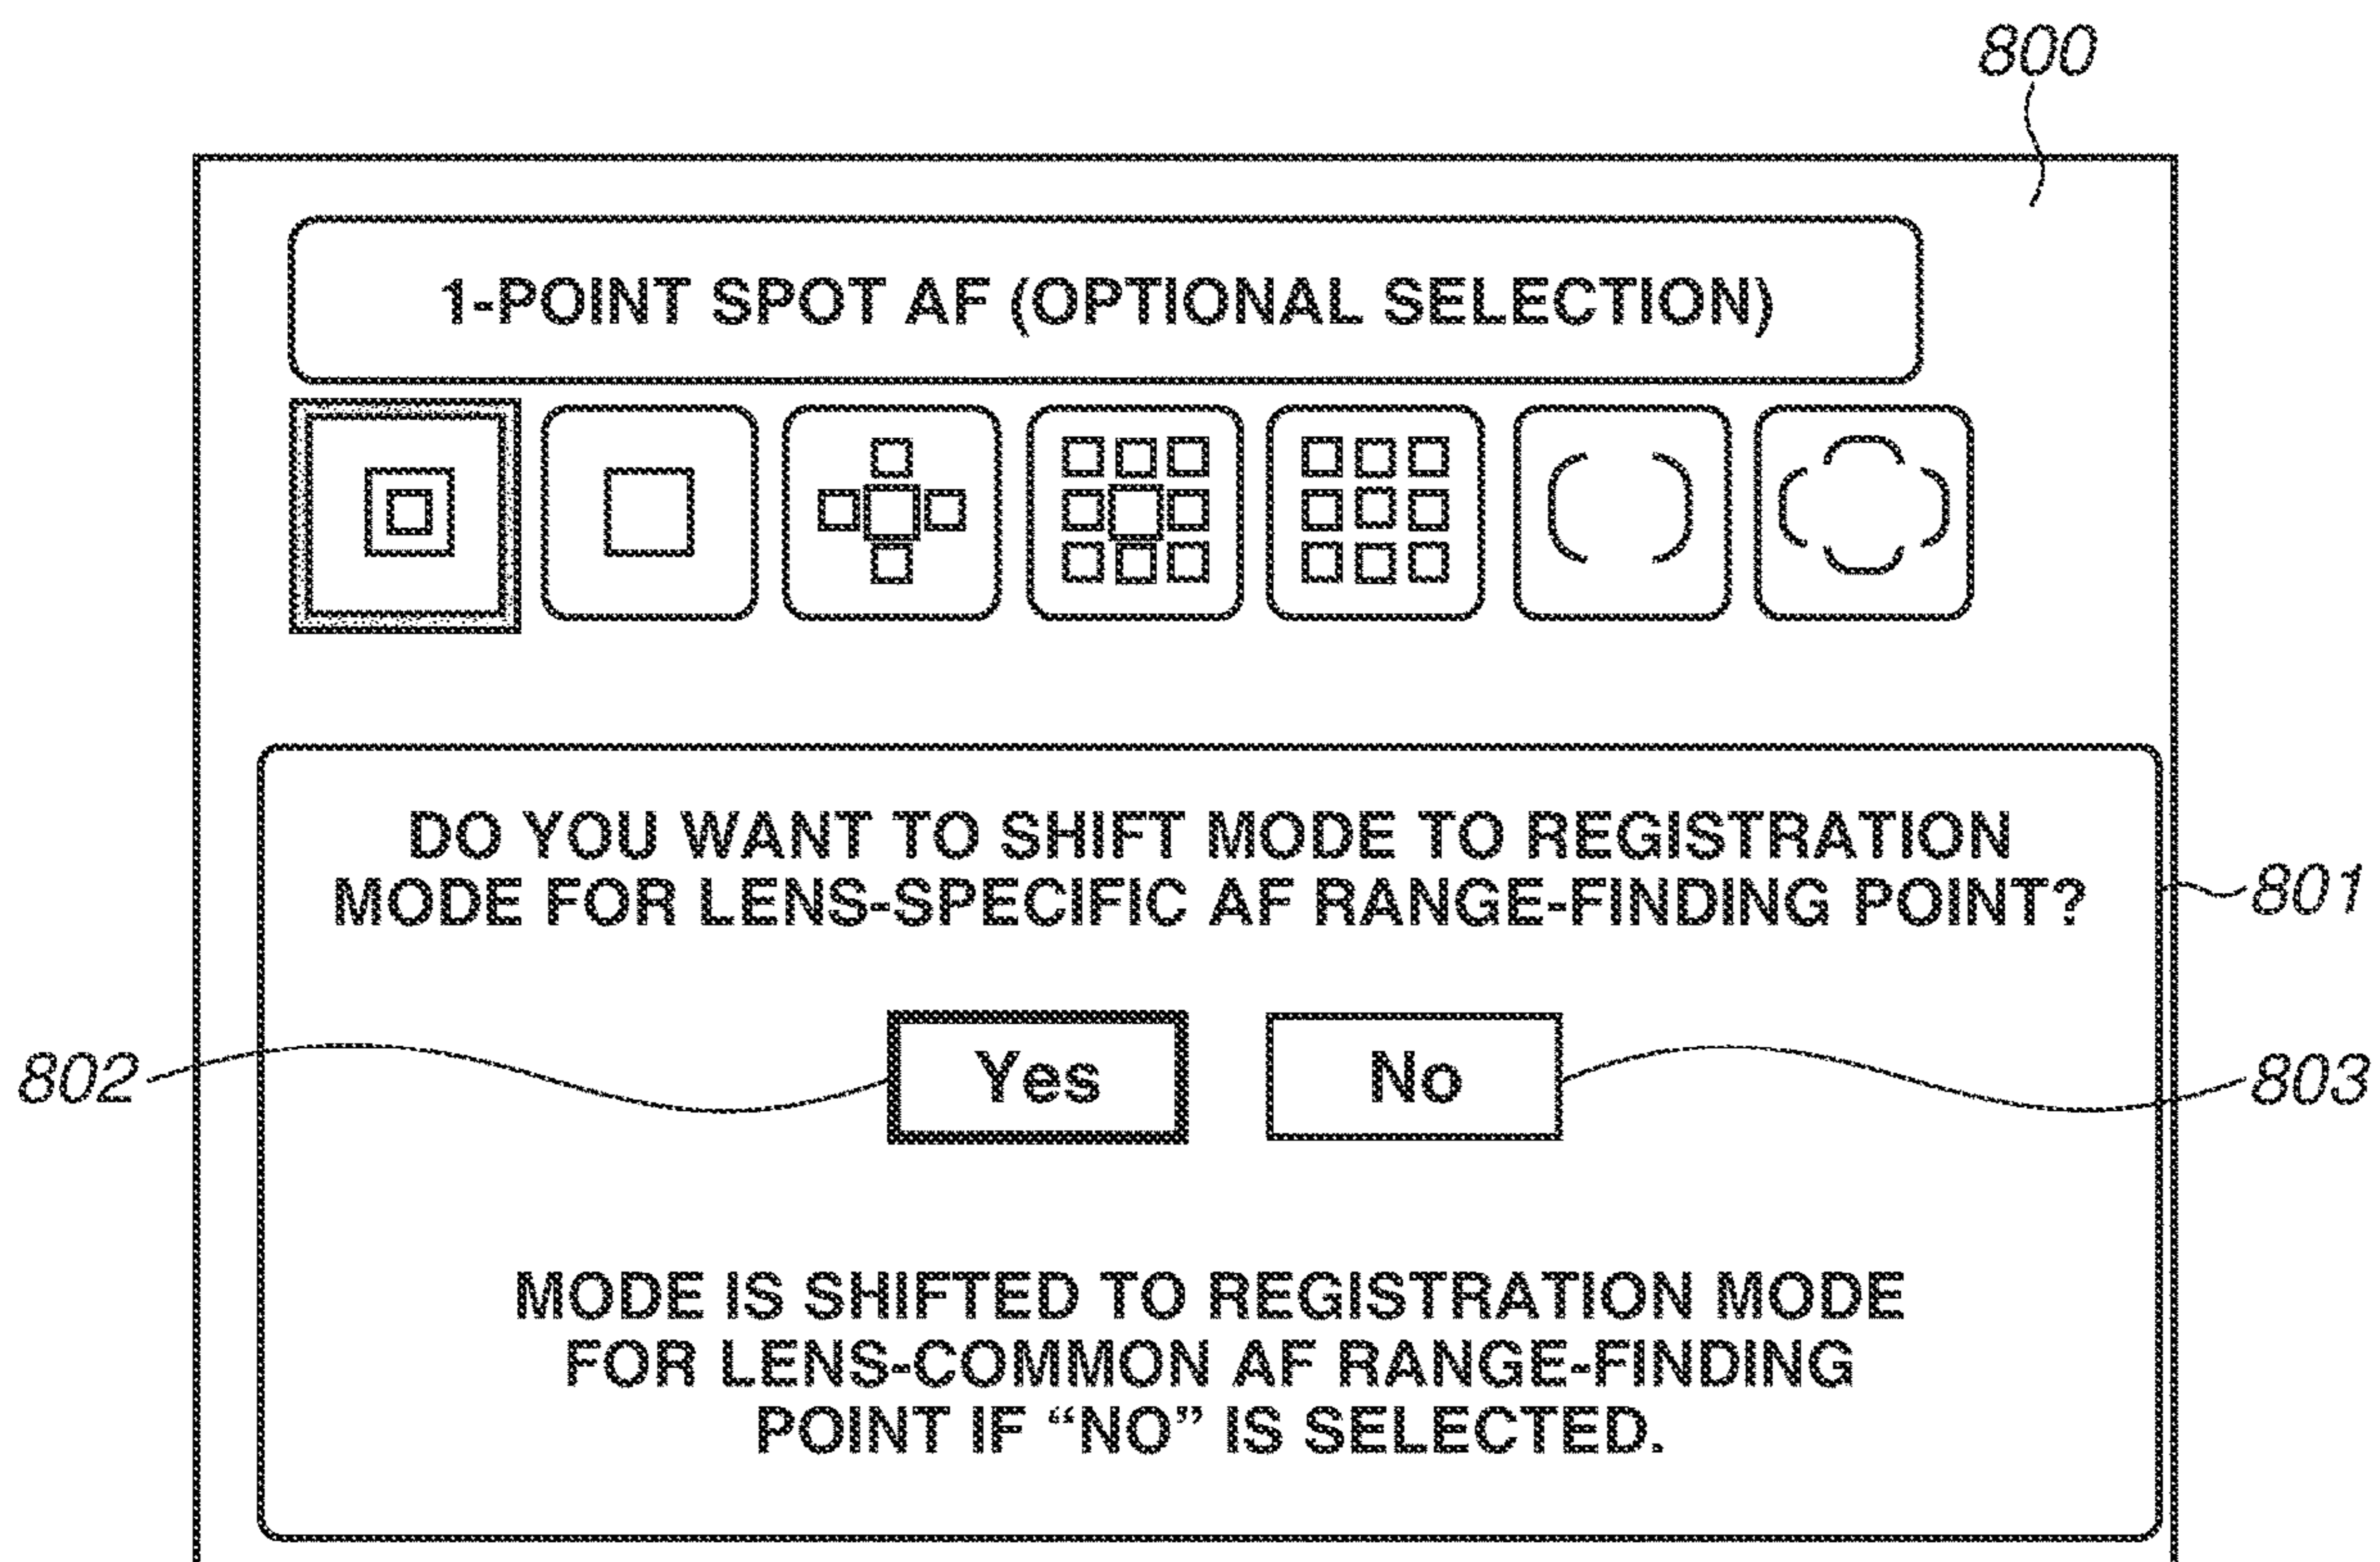 800
1-POINT SPOT AF (OPTIONAL SELECTION)
DO YOU WANT TO SHIFT MODE TO REGISTRATION
MODE FOR LENS-SPECIFIC AF RANGE-FINDING POINT?
801
802
Yes
No
803
MODE IS SHIFTED TO REGISTRATION MODE
FOR LENS-COMMON AF RANGE-FINDING
POINT IF “NO” IS SELECTED.